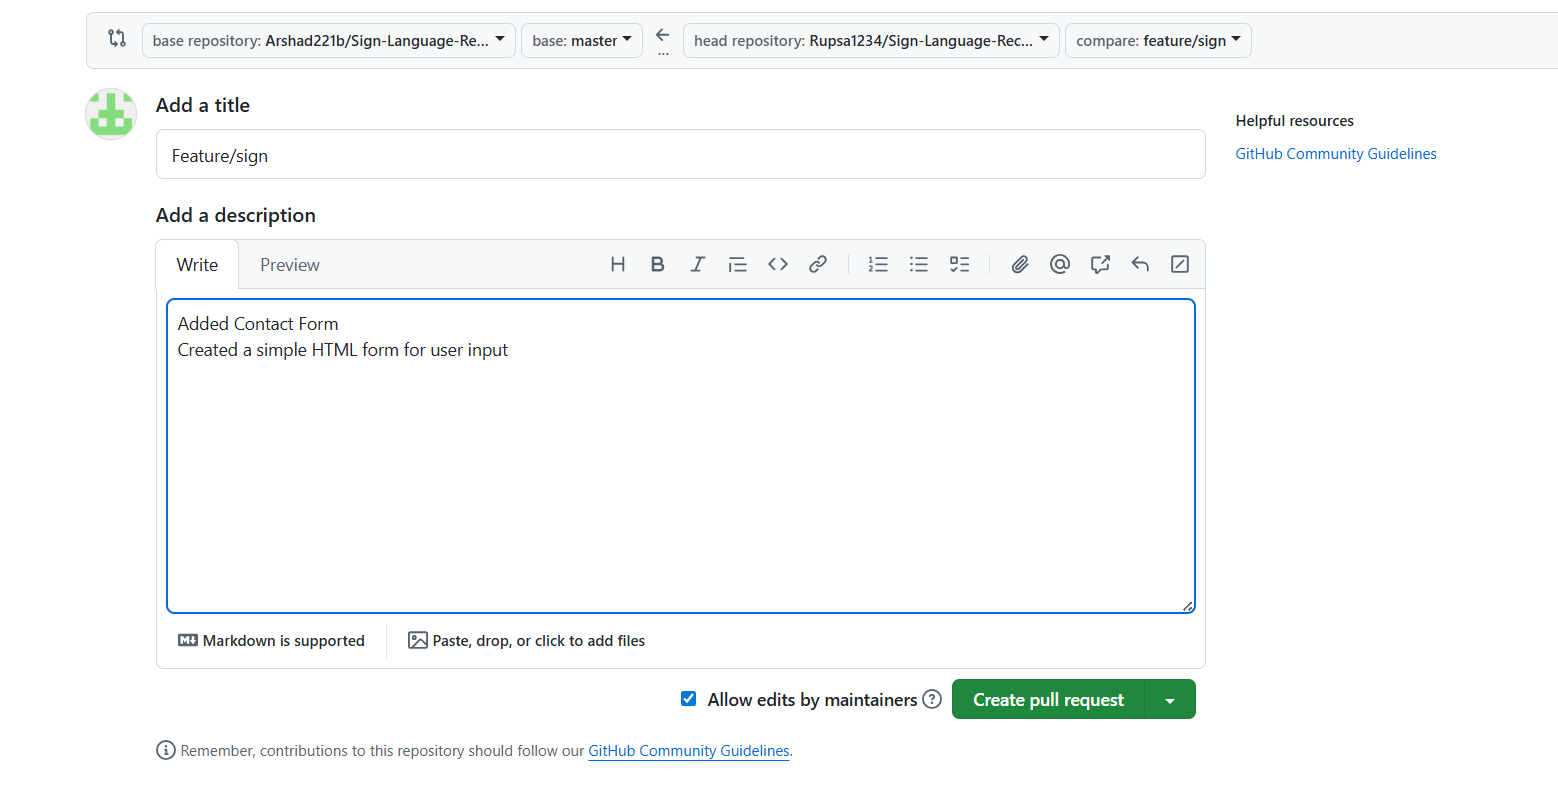 base repository: Arshad221b/Sign-Language-Re... base: master ... head repository: Rupsa1234/Sign-Language-Rec... compare: feature/sign
Add a title
Helpful resources
Feature/sign
GitHub Community Guidelines
Add a description
Write Preview
Added Contact Form
Created a simple HTML form for user input
Markdown is supported Paste, drop, or click to add files
Allow edits by maintainers Create pull request
Remember, contributions to this repository should follow our GitHub Community Guidelines.